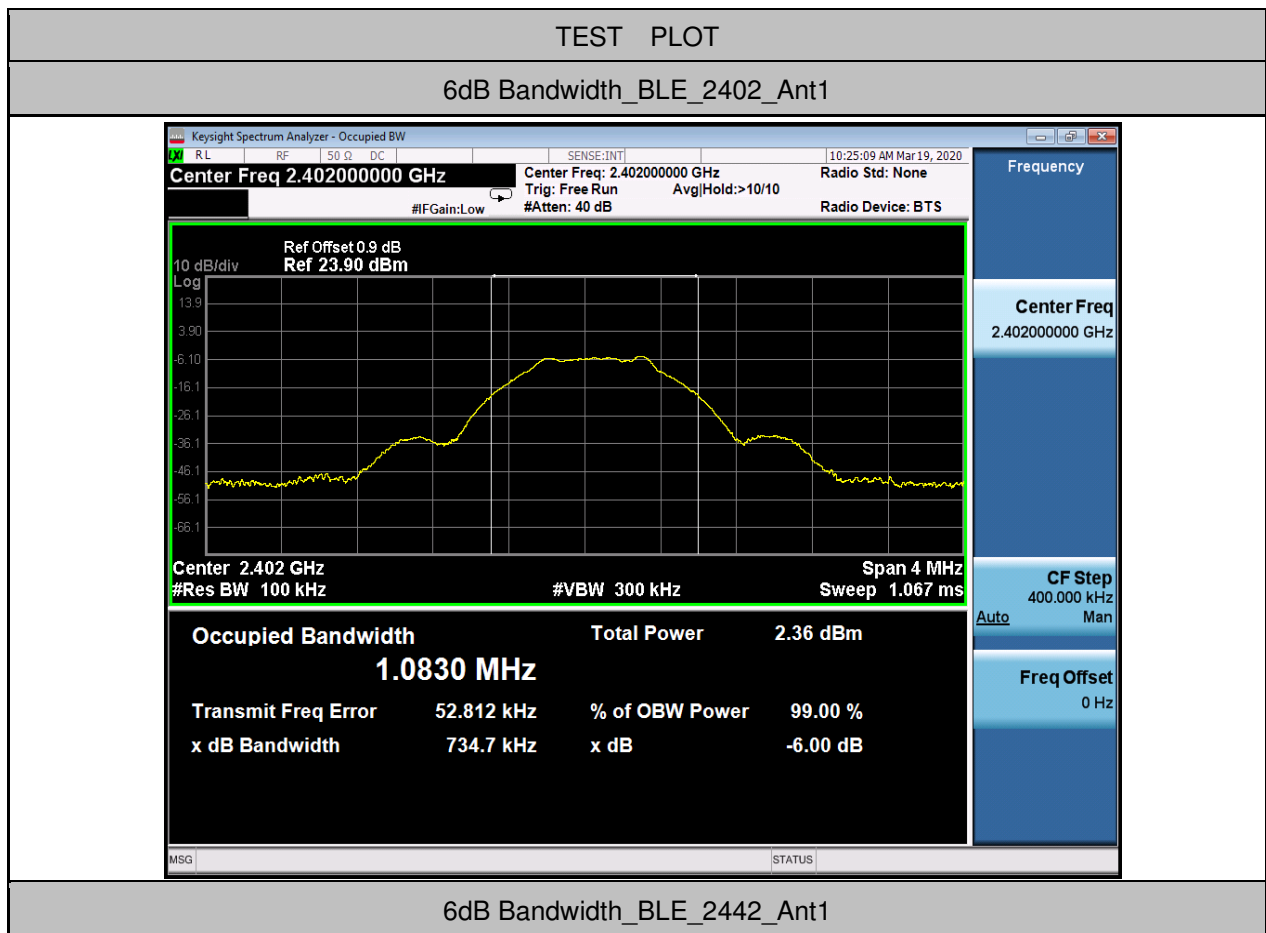 TEST PLOT
6dB Bandwidth_BLE_2402_Ant1
Keysight Spectrum Analyzer - Occupied BW
LXI RL RF 50 Ω DC SENSE:INT 10:25:09 AM Mar 19, 2020
Center Freq 2.402000000 GHz
Center Freq: 2.402000000 GHz
Radio Std: None
Trig: Free Run Avg|Hold:>10/10
#IFGain:Low
#Atten: 40 dB
Radio Device: BTS
Ref Offset 0.9 dB
10 dB/div Ref 23.90 dBm
Log
13.9
3.90
-6.10
-16.1
-26.1
-36.1
-46.1
-56.1
-66.1
Center 2.402 GHz Span 4 MHz
#Res BW 100 kHz #VBW 300 kHz Sweep 1.067 ms
Occupied Bandwidth Total Power 2.36 dBm
1.0830 MHz
Transmit Freq Error 52.812 kHz % of OBW Power 99.00 %
x dB Bandwidth 734.7 kHz x dB -6.00 dB
MSG STATUS
Frequency
Center Freq
2.402000000 GHz
CF Step
400.000 kHz
Auto Man
Freq Offset
0 Hz
6dB Bandwidth_BLE_2442_Ant1